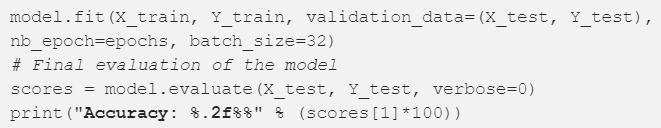 model.fit(X_train, Y_train, validation_data=(X_test, Y_test),
nb_epoch=epochs, batch_size=32)
# Final evaluation of the model
scores = model.evaluate(X_test, Y_test, verbose=0)
print("Accuracy: %.2f%%" % (scores[1]*100))